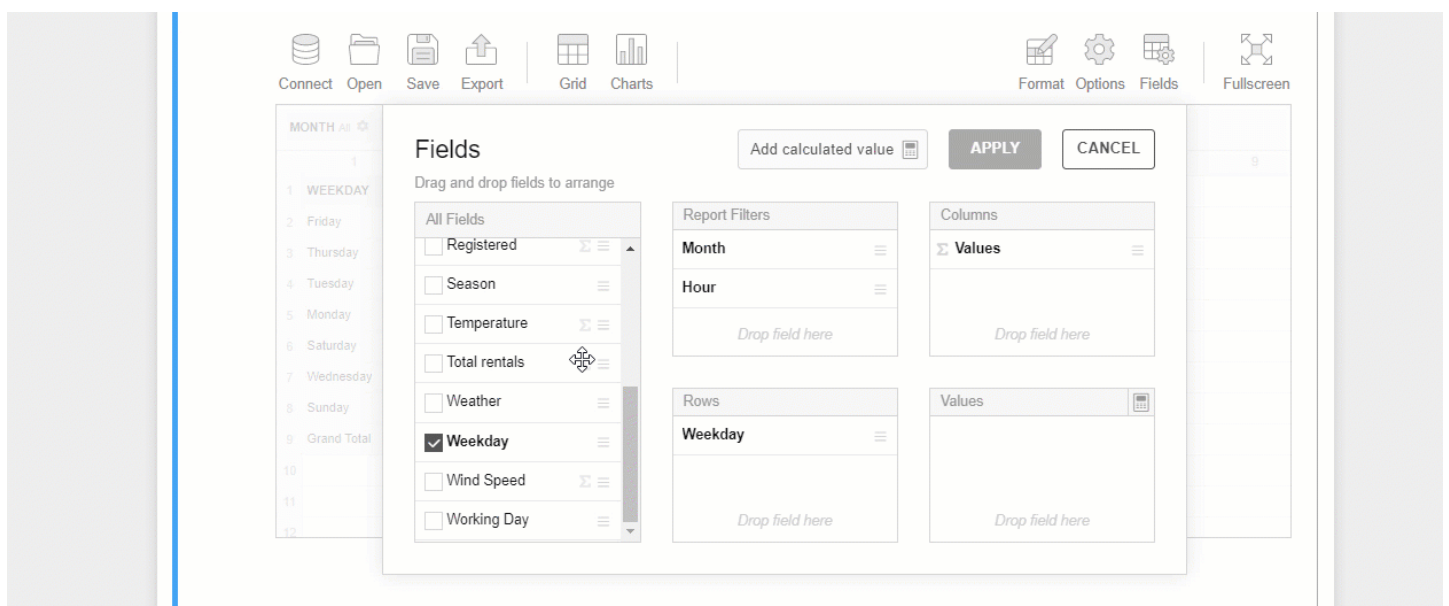 Connect Open Save Export Grid Charts Format Options Fields Fullscreen
MONTH All
1 9
1 WEEKDAY
2 Friday
3 Thursday
4 Tuesday
5 Monday
6 Saturday
7 Wednesday
8 Sunday
9 Grand Total
10
11
12
Fields
Add calculated value
APPLY
CANCEL
Drag and drop fields to arrange
All Fields
Registered Σ
Season
Temperature Σ
Total rentals
Weather
Weekday
Wind Speed Σ
Working Day
Report Filters
Month
Hour
Drop field here
Columns
Σ Values
Drop field here
Rows
Weekday
Drop field here
Values
Drop field here